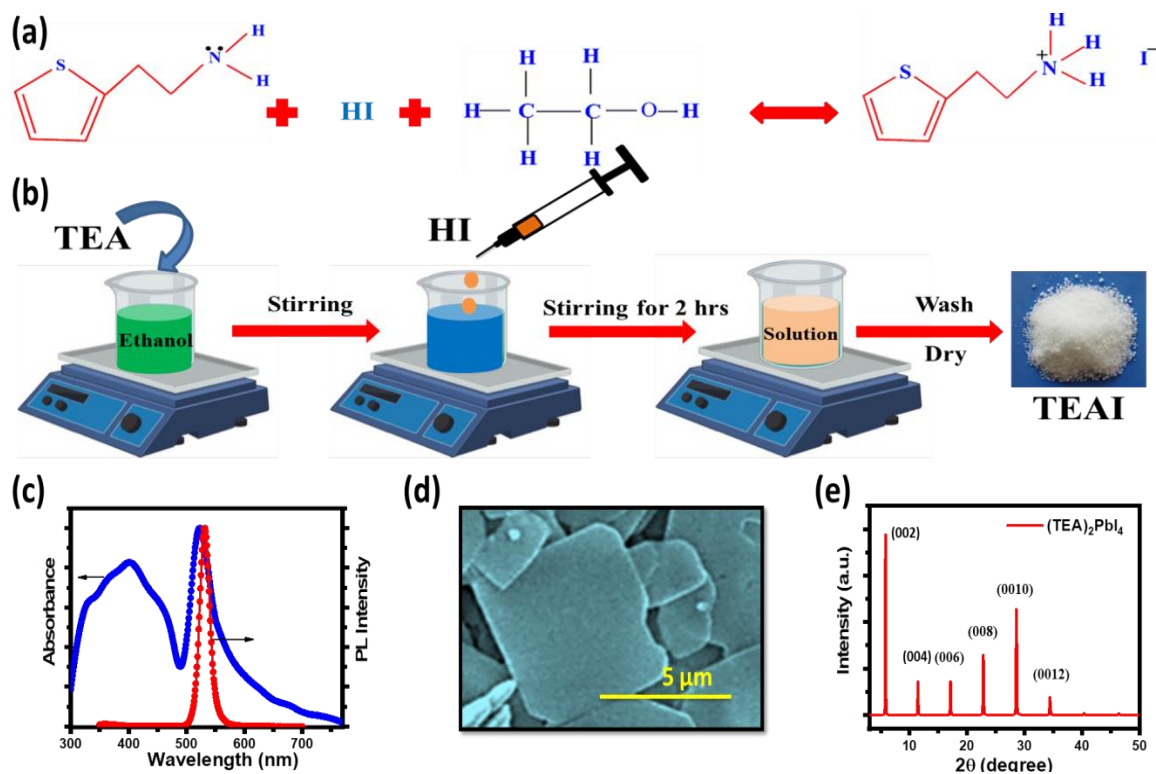 (a)
S
N
H
H
HI
H
H
H
C
C
O
H
H
H
S
N
+
H
H
H
I⁻
(b)
TEA
Ethanol
Stirring
HI
Stirring for 2 hrs
Solution
Wash
Dry
TEAI
(c)
Absorbance
PL Intensity
300 400 500 600 700
Wavelength (nm)
(d)
5 µm
(e)
Intensity (a.u.)
(TEA)₂PbI₄
(002)
(004)
(006)
(008)
(0010)
(0012)
10 20 30 40 50
2θ (degree)